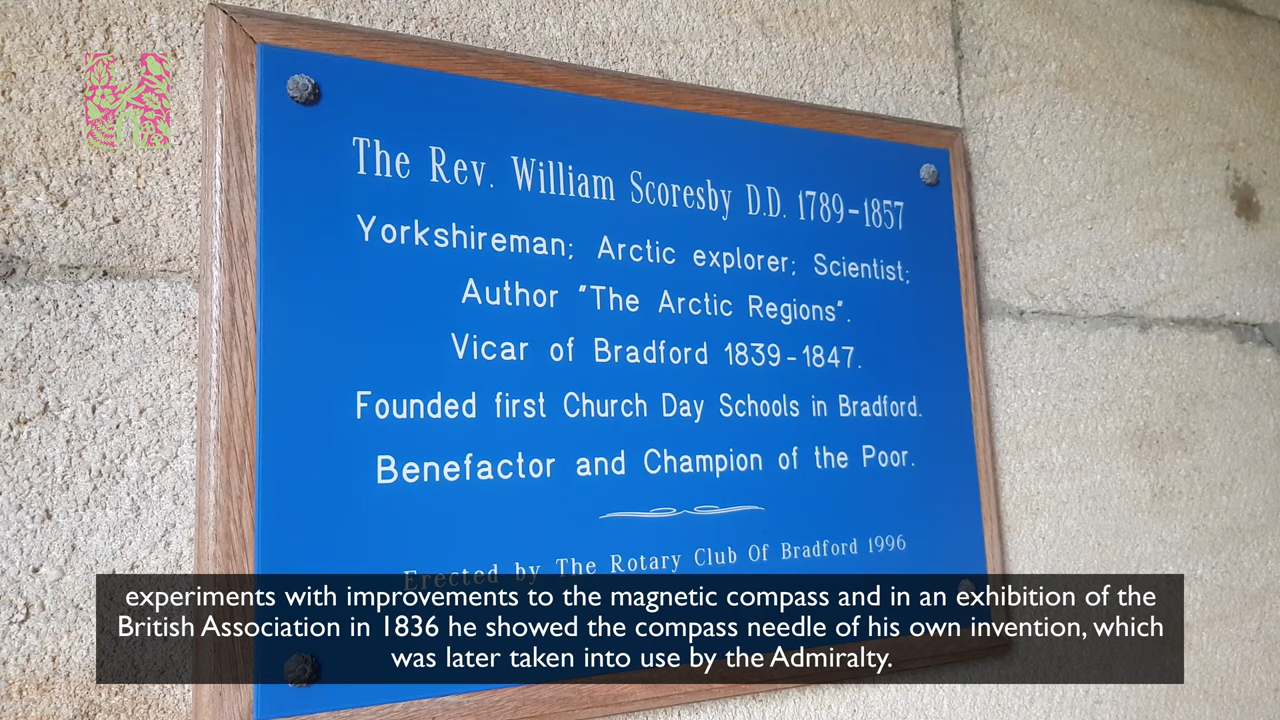 The Rev. William Scoresby D.D. 1789-1857
Yorkshireman; Arctic explorer; Scientist;
Author "The Arctic Regions".
Vicar of Bradford 1839-1847.
Founded first Church Day Schools in Bradford.
Benefactor and Champion of the Poor.
Erected by The Rotary Club Of Bradford 1996
experiments with improvements to the magnetic compass and in an exhibition of the
British Association in 1836 he showed the compass needle of his own invention, which
was later taken into use by the Admiralty.